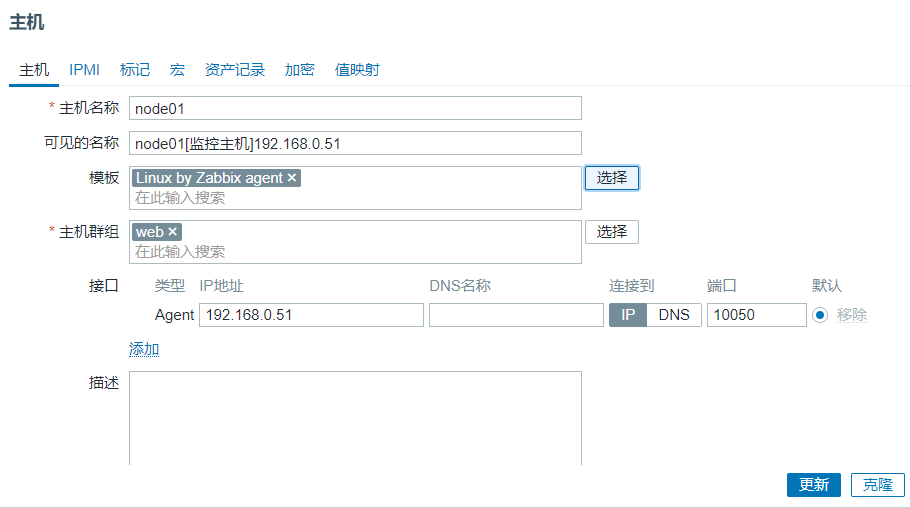 主机
主机 IPMI 标记 宏 资产记录 加密 值映射
* 主机名称 node01
可见的名称 node01[监控主机]192.168.0.51
模板 Linux by Zabbix agent ✕ 选择
在此输入搜索
* 主机群组 web ✕ 选择
在此输入搜索
接口 类型 IP地址 DNS名称 连接到 端口 默认
Agent 192.168.0.51 IP DNS 10050 移除
添加
描述
更新 克隆